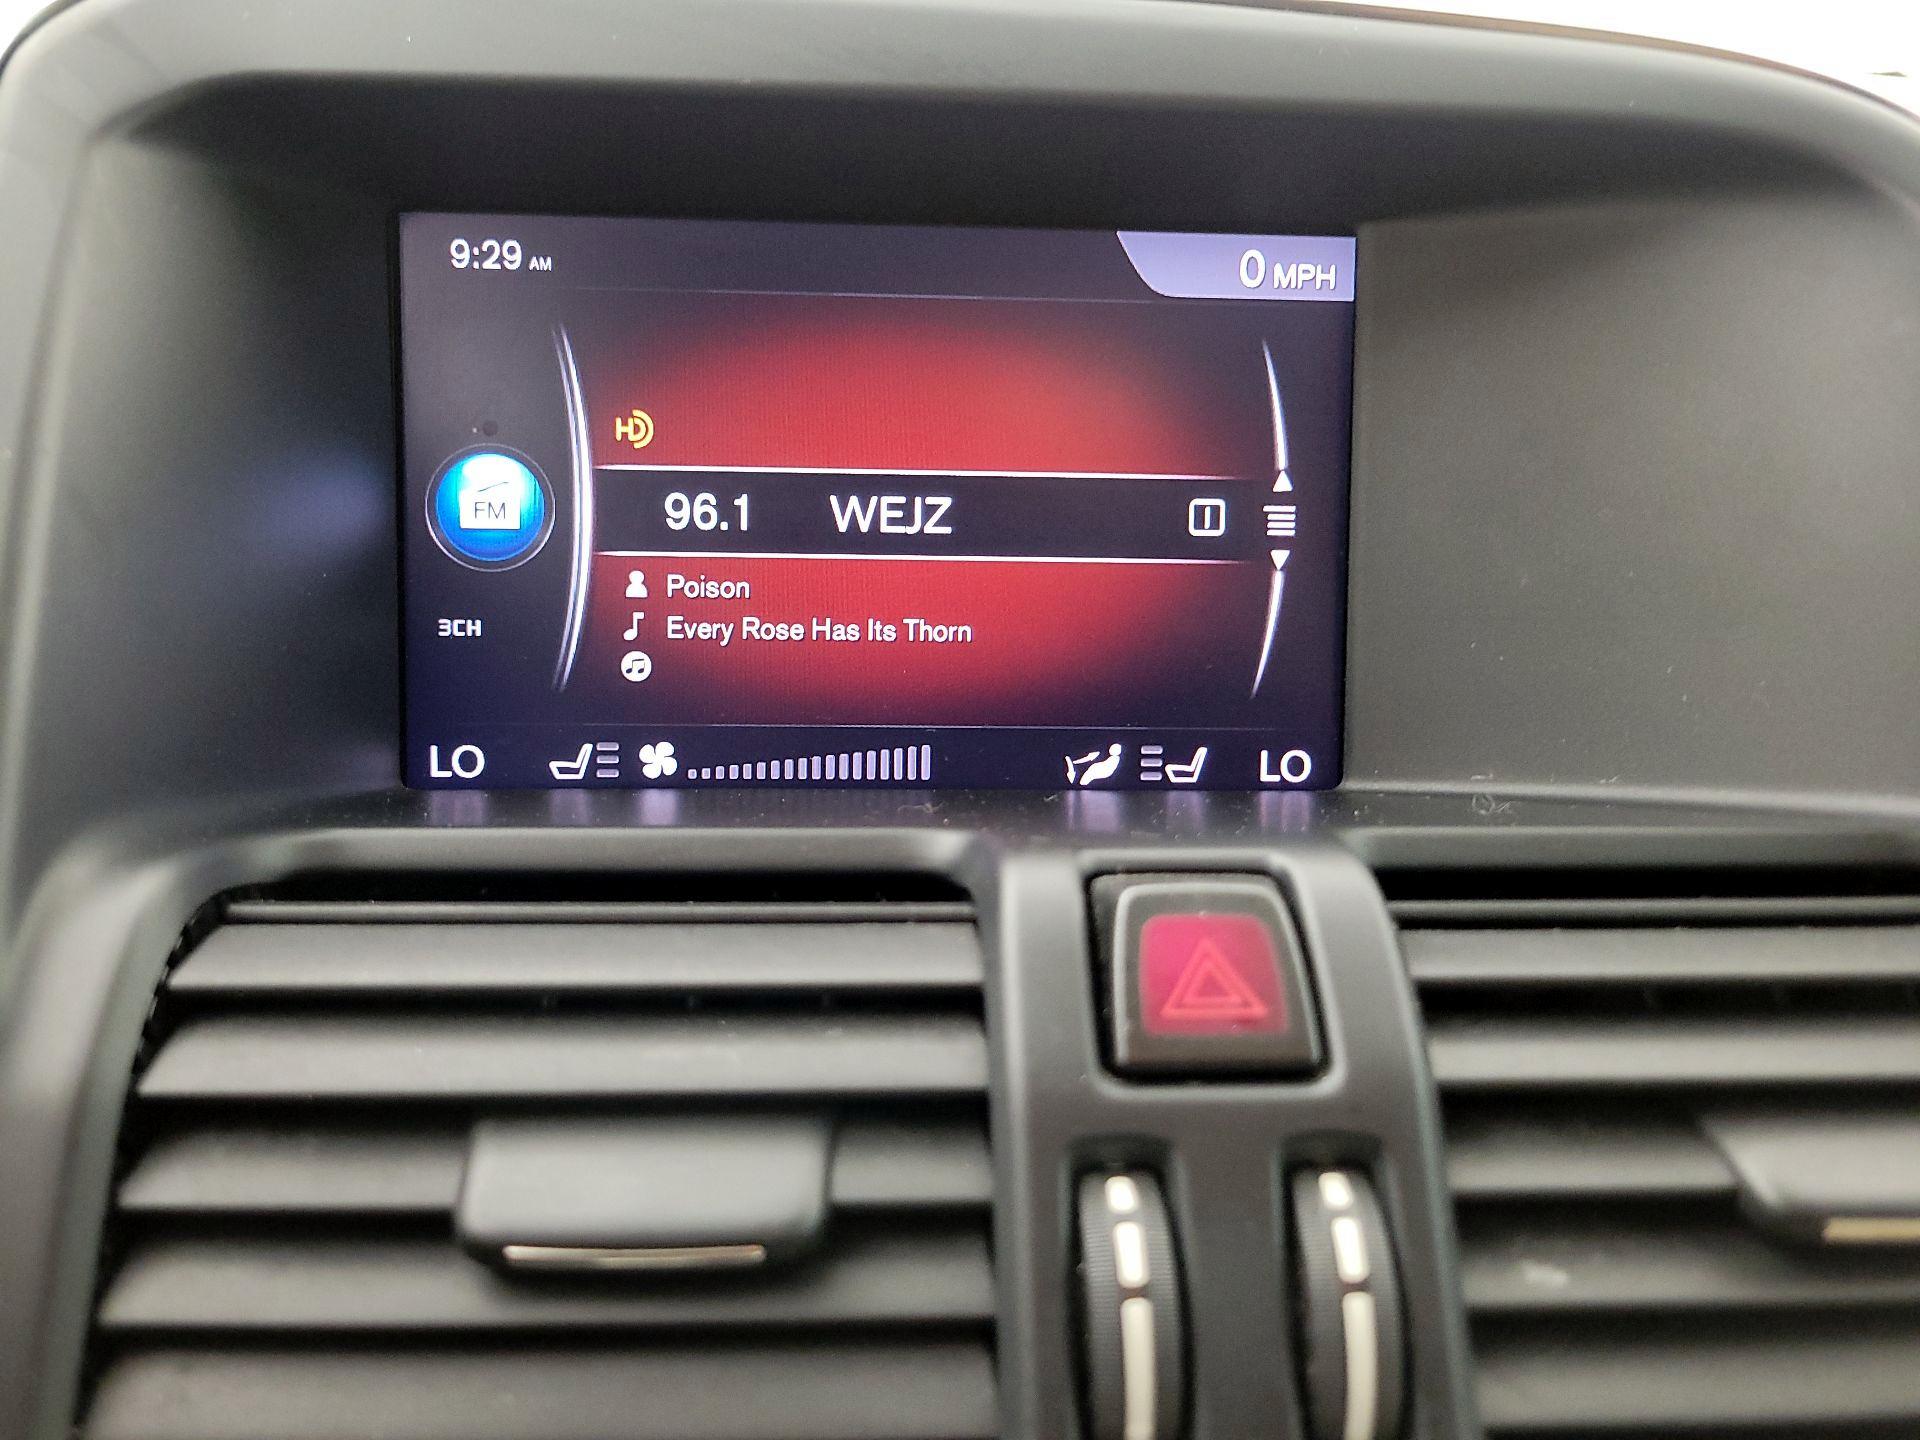 9:29 AM
0 MPH
HD
FM
96.1 WEJZ 1
Poison
3CH
Every Rose Has Its Thorn
LO
LO